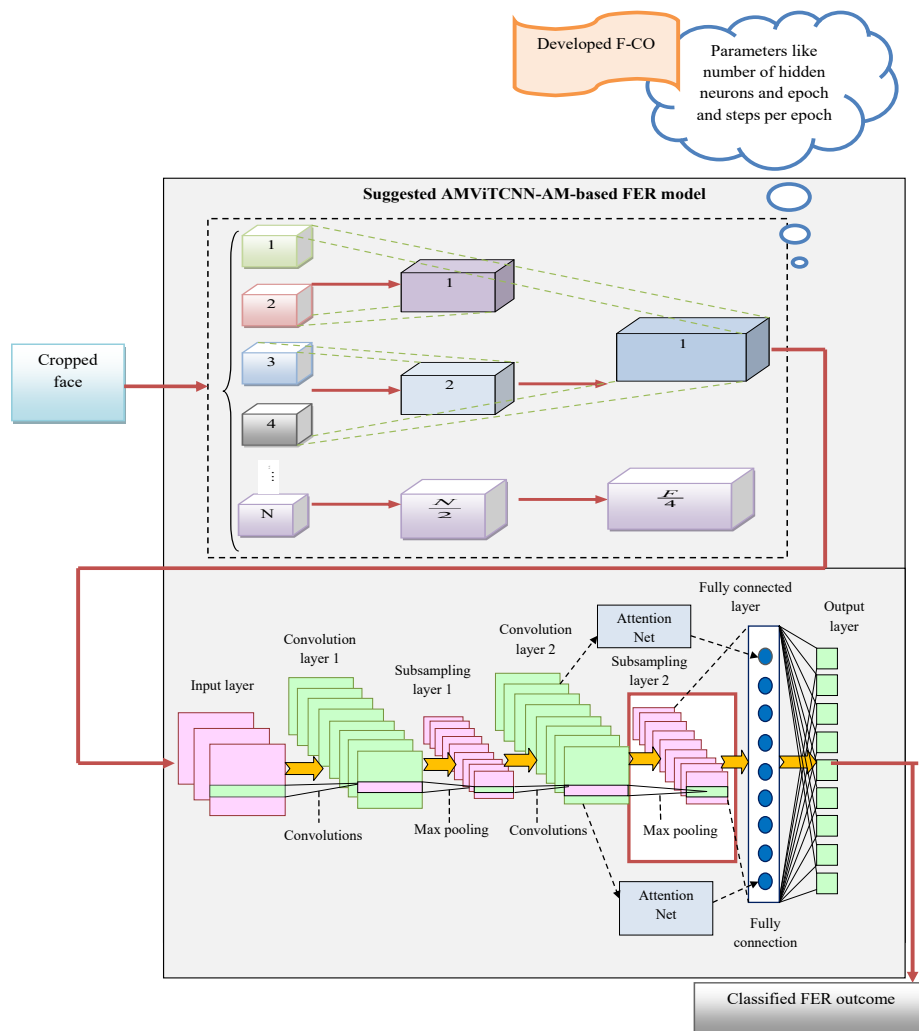 Developed F-CO
Parameters like
number of hidden
neurons and epoch
and steps per epoch
Suggested AMViTCNN-AM-based FER model
1
2
3
4
⋮
N
1
2
N/2
1
F/4
Cropped
face
Input layer
Convolution
layer 1
Subsampling
layer 1
Convolution
layer 2
Attention
Net
Subsampling
layer 2
Fully connected
layer
Output
layer
Convolutions
Max pooling
Convolutions
Max pooling
Attention
Net
Fully
connection
Classified FER outcome